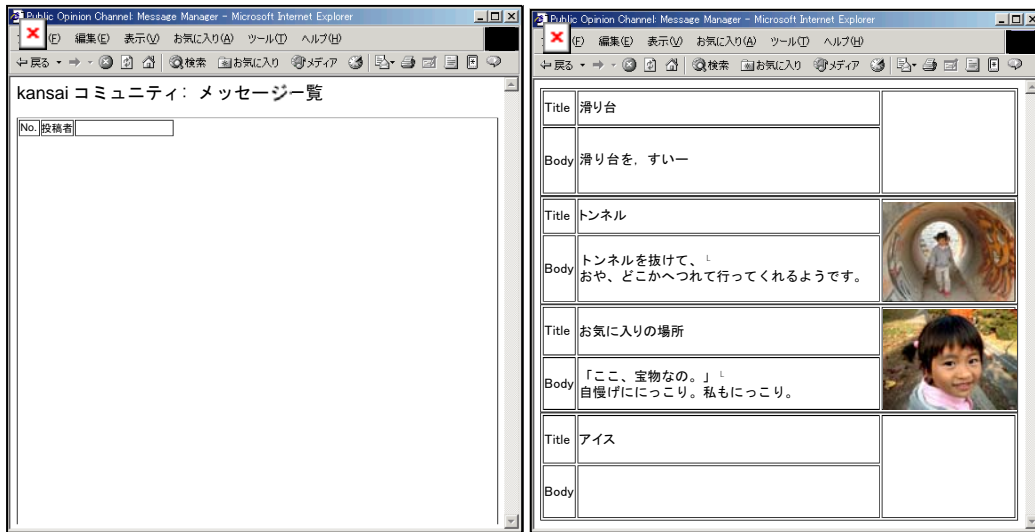 Public Opinion Channel: Message Manager - Microsoft Internet Explorer
(F) 編集(E) 表示(V) お気に入り(A) ツール(T) ヘルプ(H)
戻る 検索 お気に入り メディア
kansai コミュニティ: メッセージ一覧
No. 投稿者
Public Opinion Channel: Message Manager - Microsoft Internet Explorer
(F) 編集(E) 表示(V) お気に入り(A) ツール(T) ヘルプ(H)
戻る 検索 お気に入り メディア
Title 滑り台
Body 滑り台を，すいー
Title トンネル
Body トンネルを抜けて、
おや、どこかへつれて行ってくれるようです。
Title お気に入りの場所
Body 「ここ、宝物なの。」
自慢げににっこり。私もにっこり。
Title アイス
Body